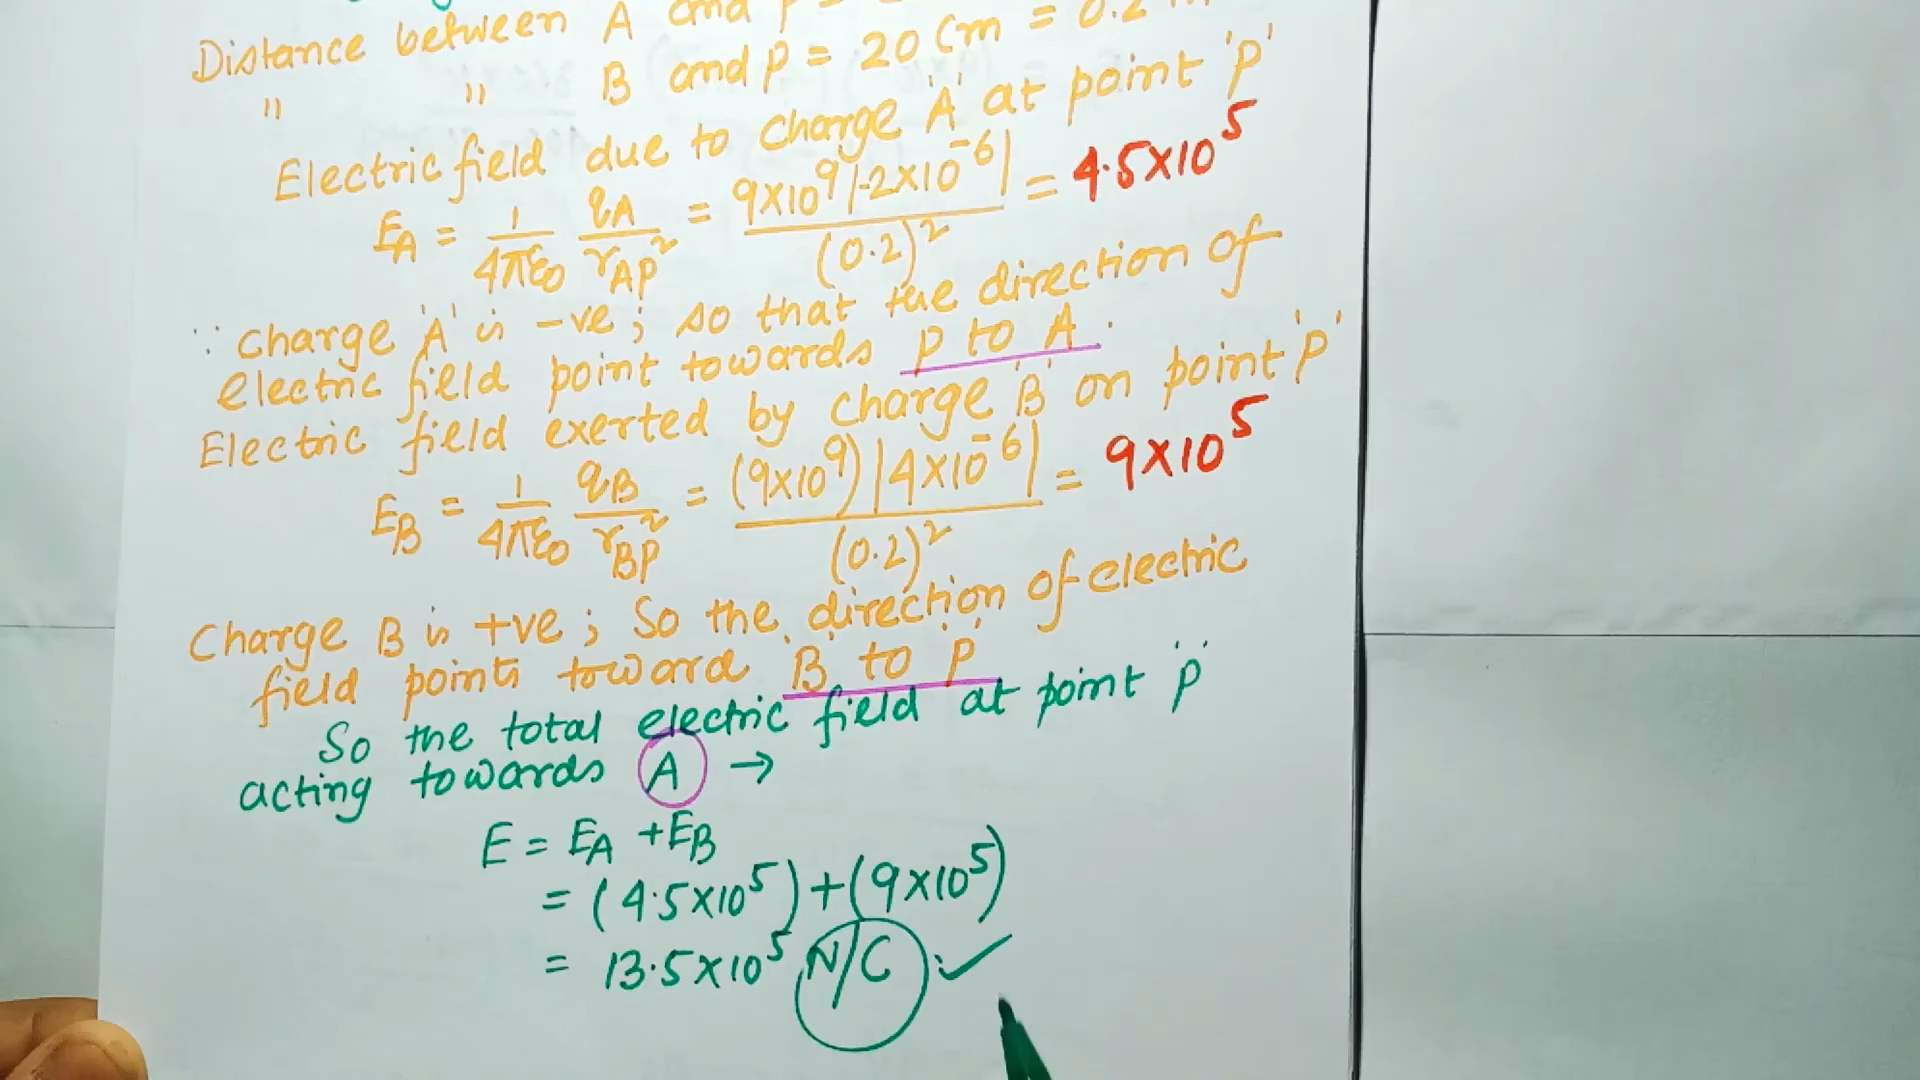 Distance between A and P =
" " B and P = 20 Cm = 0.2 m
Electric field due to charge 'A' at point 'P'
EA = 1/4πε0 qA/rAP² = 9×10⁹|-2×10⁻⁶|/(0.2)² = 4.5×10⁵
∵ charge 'A' is -ve; so that the direction of
electric field point towards P to A.
Electric field exerted by charge 'B' on point 'P'
EB = 1/4πε0 qB/rBP² = (9×10⁹)|4×10⁻⁶|/(0.2)² = 9×10⁵
Charge B is +ve; So the direction of electric
field points toward 'B' to 'P'
So the total electric field at point 'P'
acting towards A →
E = EA + EB
= (4.5×10⁵)+(9×10⁵)
= 13.5×10⁵ N/C